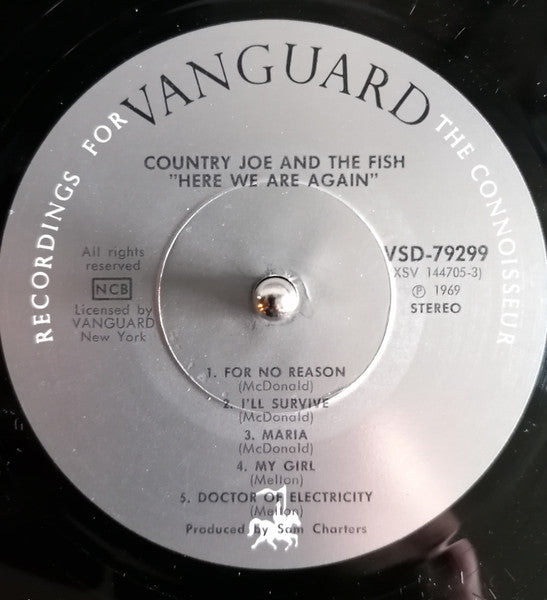 RECORDINGS FOR VANGUARD THE CONNOISSEUR
COUNTRY JOE AND THE FISH
"HERE WE ARE AGAIN"
All rights
reserved
NCB
Licensed by
VANGUARD
New York
VSD-79299
XSV 144705-3)
℗ 1969
STEREO
1. FOR NO REASON
(McDonald)
2. I'LL SURVIVE
(McDonald)
3. MARIA
(McDonald)
4. MY GIRL
(Melton)
5. DOCTOR OF ELECTRICITY
(Melton)
Produced by Sam Charters